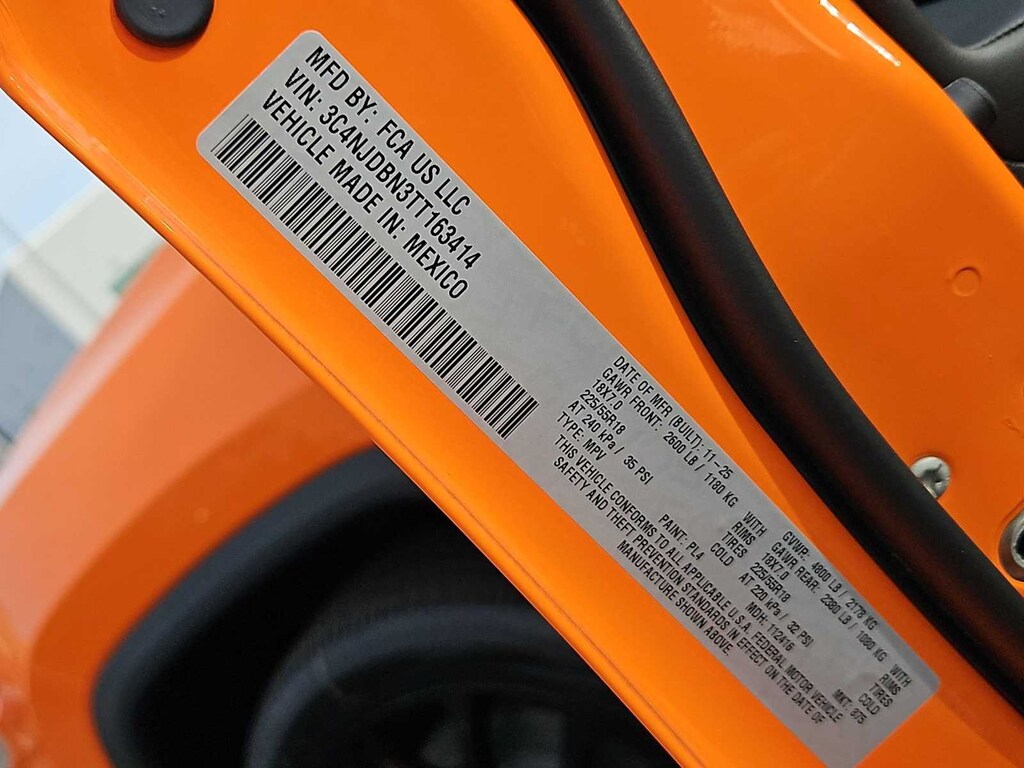 MFD BY: FCA US LLC
VIN: 3C4NJDBN3TT163414
VEHICLE MADE IN: MEXICO
DATE OF MFR (BUILT): 11-25 GVWR: 4800 LB / 2178 KG
GAWR FRONT: 2600 LB / 1180 KG WITH GAWR REAR: 2380 LB / 1080 KG WITH
18X7.0 RIMS 18X7.0 RIMS
225/55R18 TIRES 225/55R18 TIRES
AT 240 kPa / 35 PSI COLD AT 220 kPa / 32 PSI COLD
TYPE: MPV PAINT: PL4 MDH: 112416 MKT: 875
THIS VEHICLE CONFORMS TO ALL APPLICABLE U.S.A. FEDERAL MOTOR VEHICLE
SAFETY AND THEFT PREVENTION STANDARDS IN EFFECT ON THE DATE OF
MANUFACTURE SHOWN ABOVE.